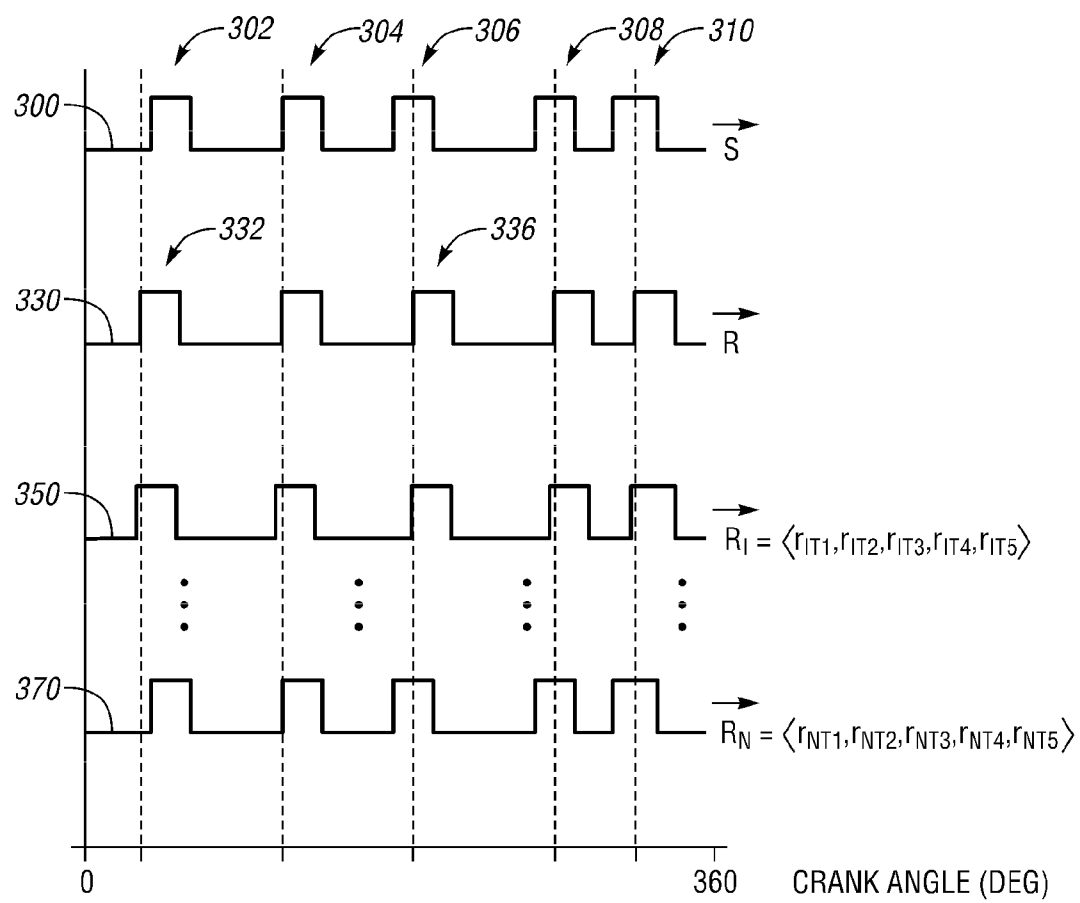 302 304 306 308 310
300
S
332 336
330
R
350
R_I = ⟨r_IT1,r_IT2,r_IT3,r_IT4,r_IT5⟩
370
R_N = ⟨r_NT1,r_NT2,r_NT3,r_NT4,r_NT5⟩
0 360 CRANK ANGLE (DEG)